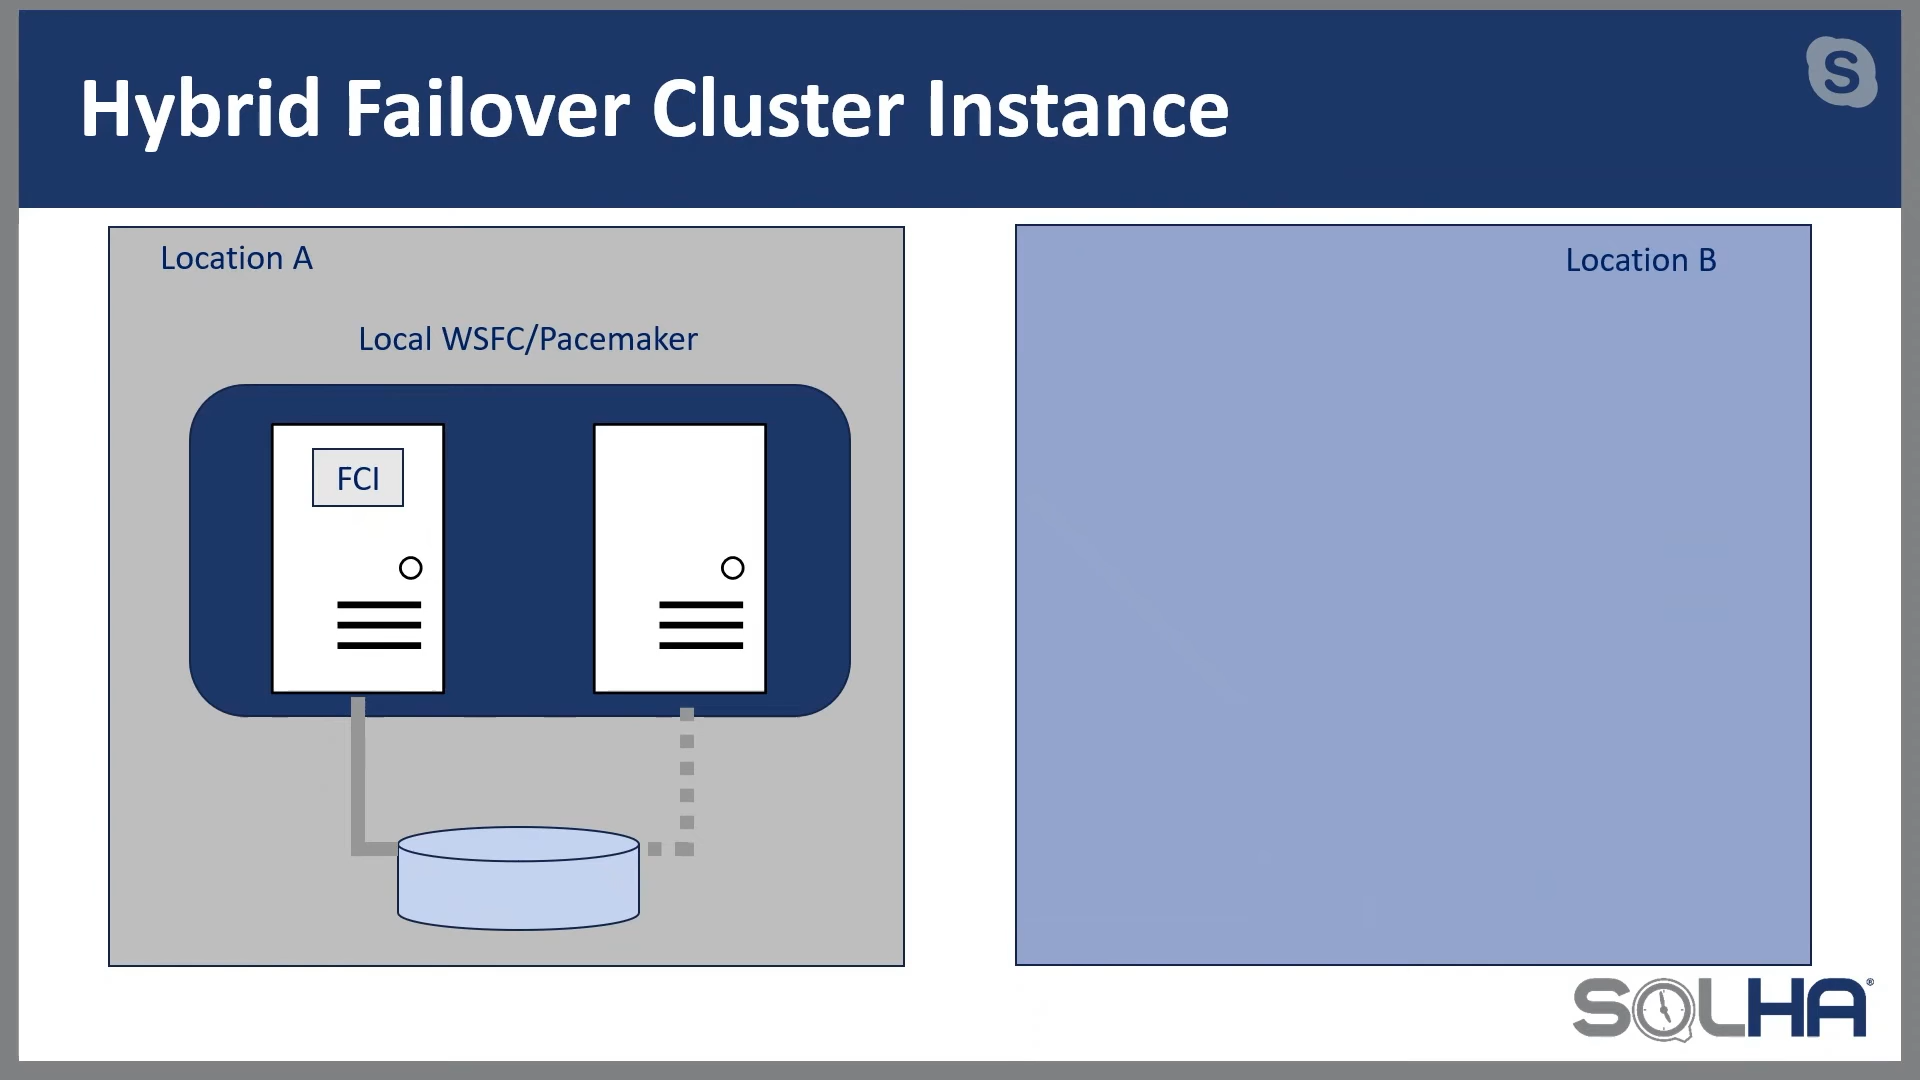 Hybrid Failover Cluster Instance
S
Location A
Location B
Local WSFC/Pacemaker
FCI
SQLHA®